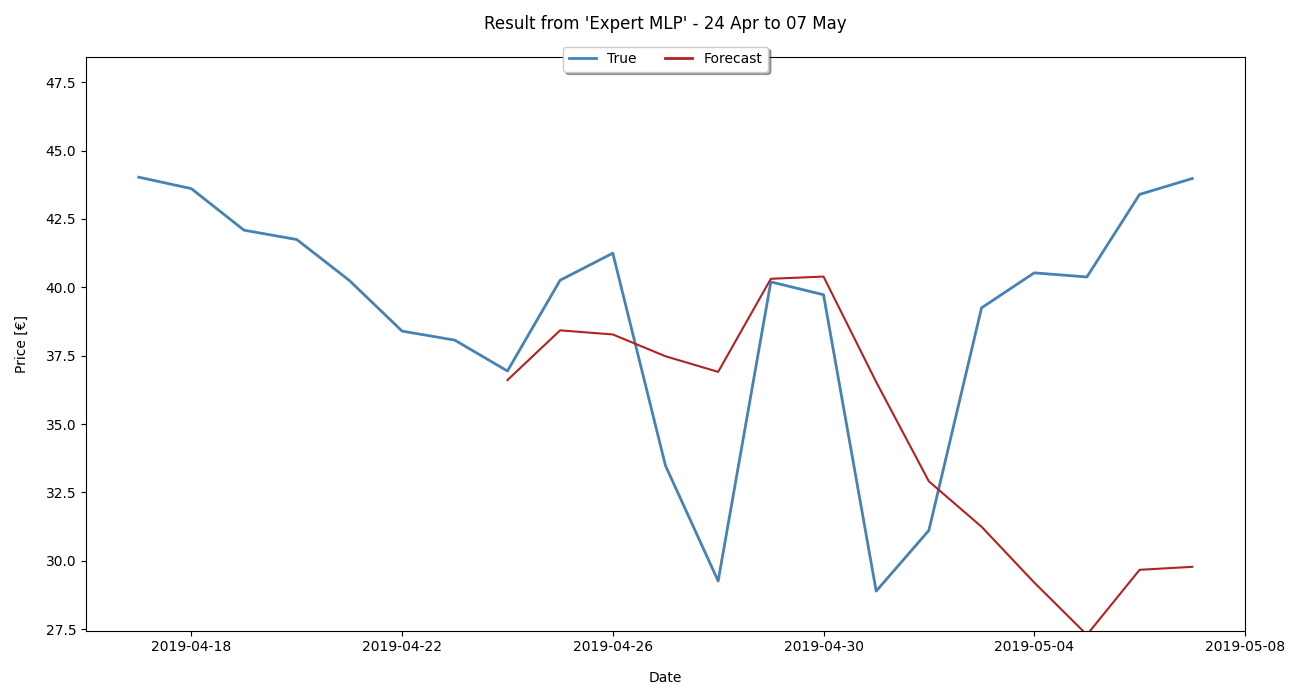 Result from 'Expert MLP' - 24 Apr to 07 May
True Forecast
47.5
45.0
42.5
40.0
37.5
35.0
32.5
30.0
27.5
Price [€]
2019-04-18 2019-04-22 2019-04-26 2019-04-30 2019-05-04 2019-05-08
Date